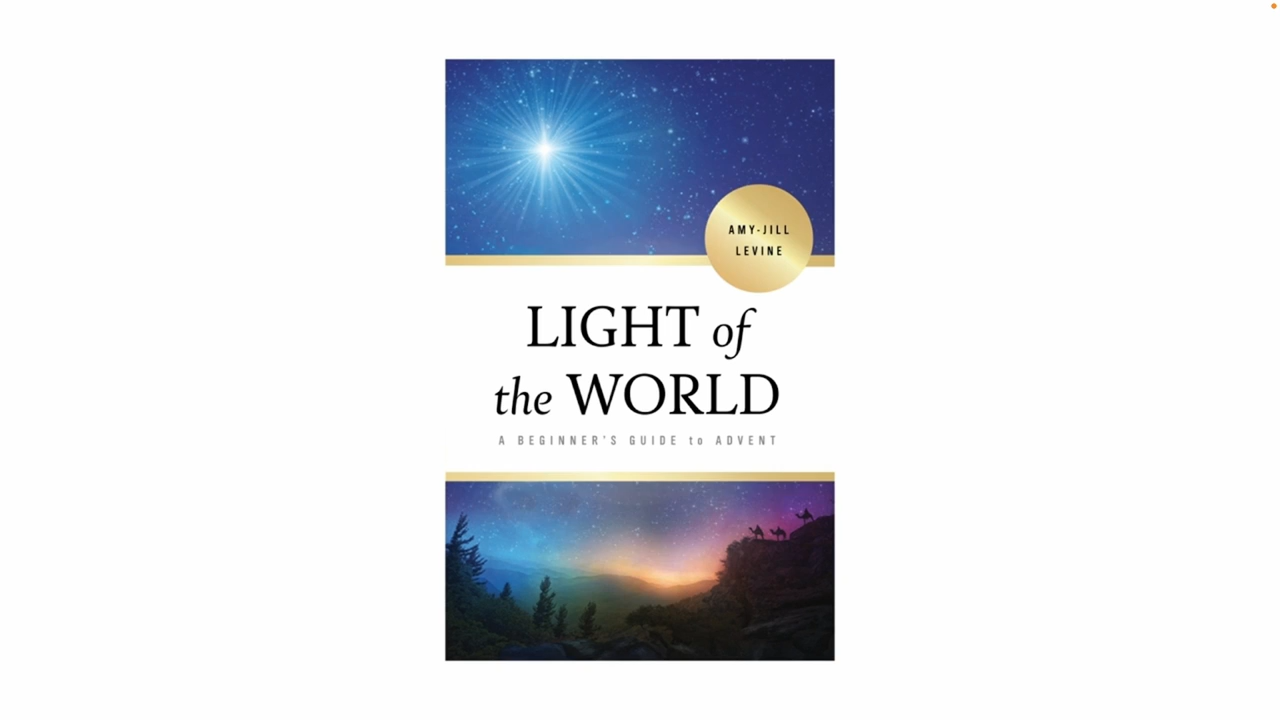 AMY-JILL
LEVINE
LIGHT of
the WORLD
A BEGINNER'S GUIDE to ADVENT